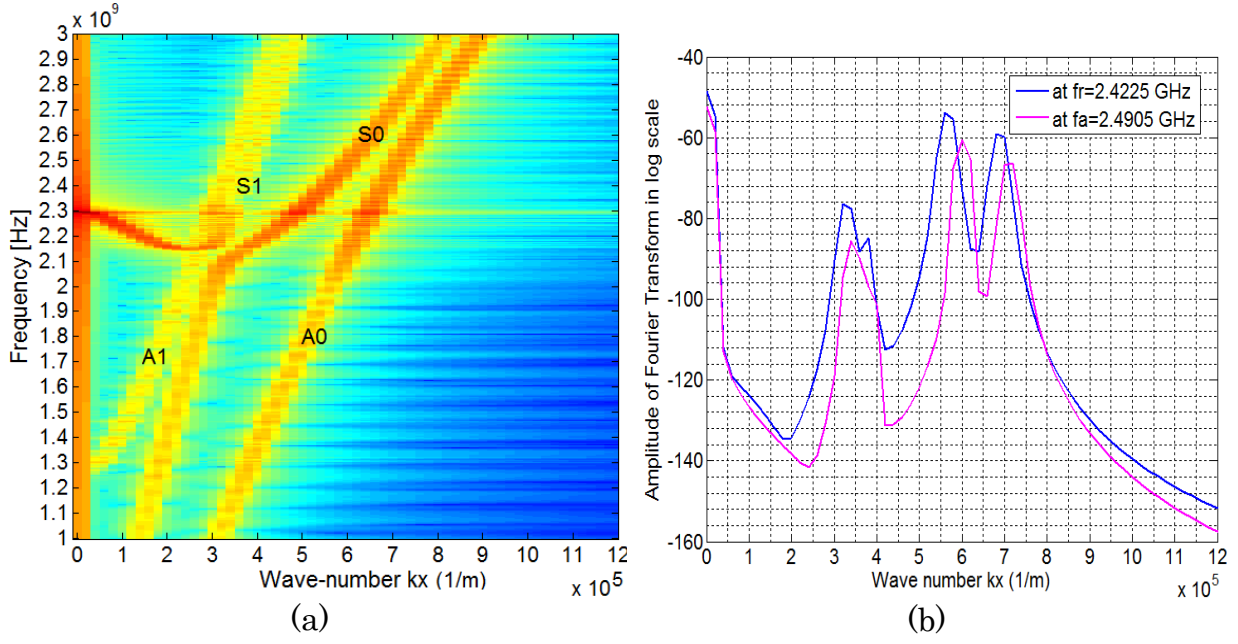 x 10^9
3
2.9
2.8
2.7
2.6
2.5
2.4
2.3
2.2
2.1
2
1.9
1.8
1.7
1.6
1.5
1.4
1.3
1.2
1.1
1
Frequency [Hz]
S0
S1
A1
A0
0 1 2 3 4 5 6 7 8 9 10 11 12
Wave-number kx (1/m)
x 10^5
(a)
-40
-60
-80
-100
-120
-140
-160
Amplitude of Fourier Transform in log scale
at fr=2.4225 GHz
at fa=2.4905 GHz
0 1 2 3 4 5 6 7 8 9 10 11 12
Wave number kx (1/m)
x 10^5
(b)